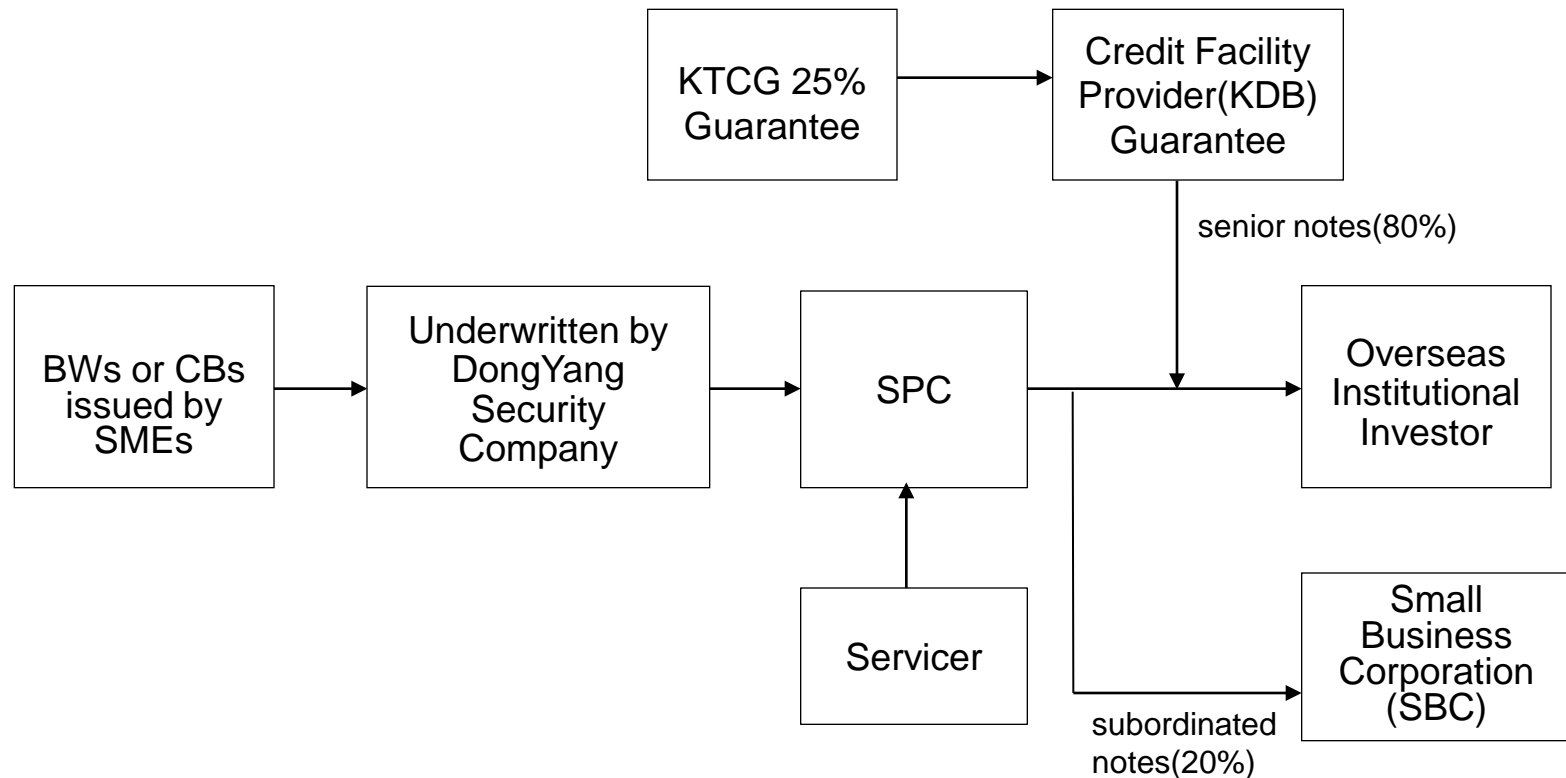 KTCG 25%
Guarantee
Credit Facility
Provider(KDB)
Guarantee
senior notes(80%)
BWs or CBs
issued by
SMEs
Underwritten by
DongYang
Security
Company
SPC
Overseas
Institutional
Investor
Servicer
Small
Business
Corporation
(SBC)
subordinated
notes(20%)